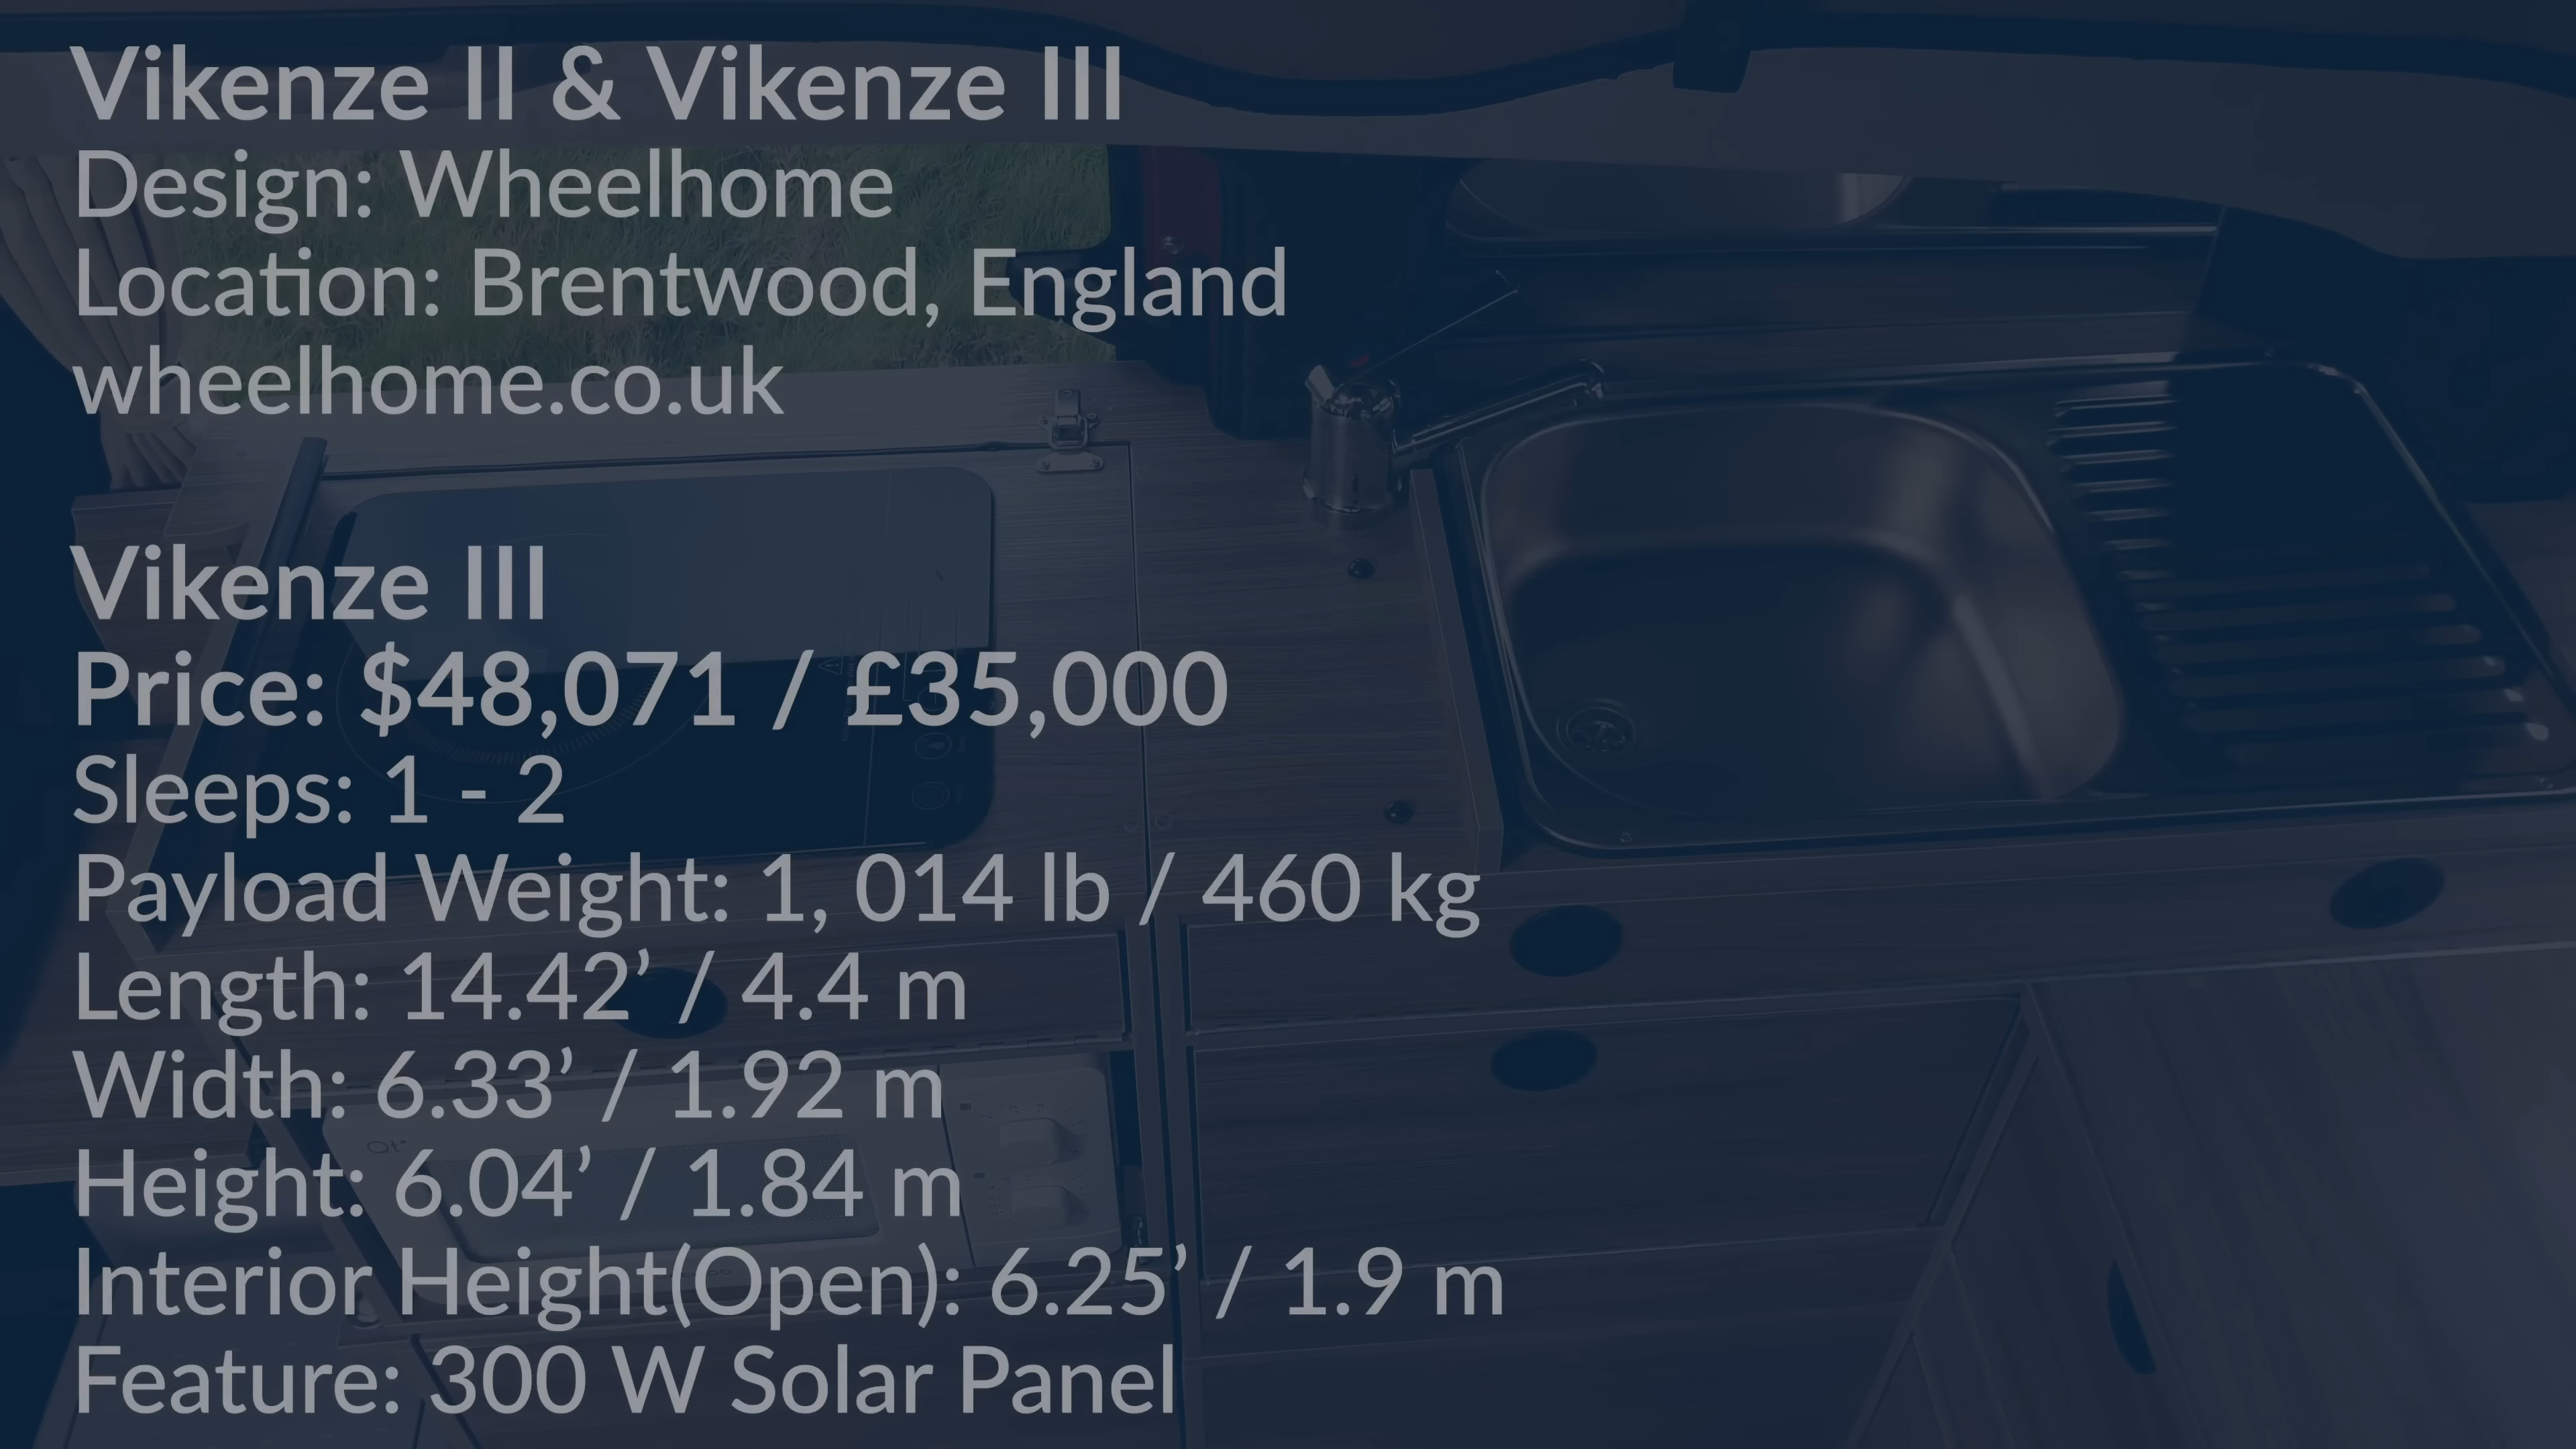 Vikenze II & Vikenze III
Design: Wheelhome
Location: Brentwood, England
wheelhome.co.uk
Vikenze III
Price: $48,071 / £35,000
Sleeps: 1 - 2
Payload Weight: 1, 014 lb / 460 kg
Length: 14.42’ / 4.4 m
Width: 6.33’ / 1.92 m
Height: 6.04’ / 1.84 m
Interior Height(Open): 6.25’ / 1.9 m
Feature: 300 W Solar Panel